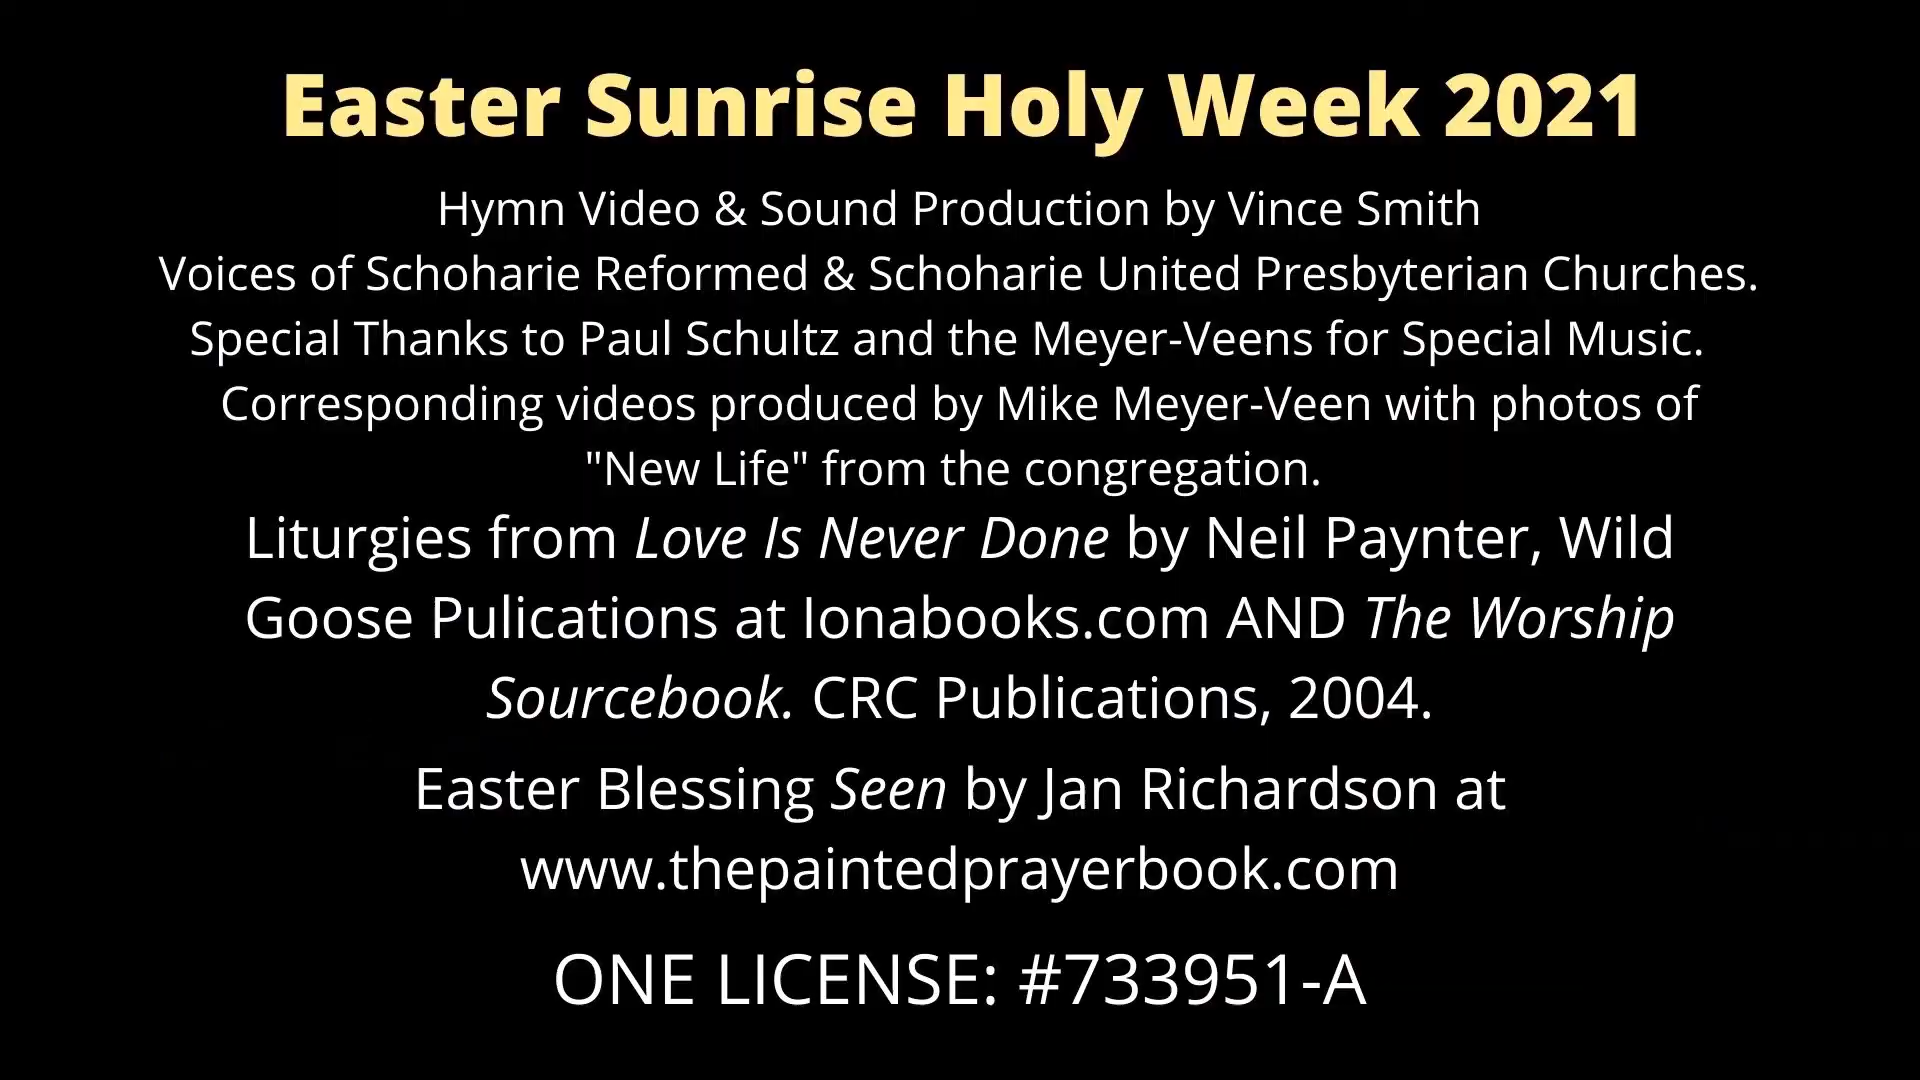 Easter Sunrise Holy Week 2021
Hymn Video & Sound Production by Vince Smith
Voices of Schoharie Reformed & Schoharie United Presbyterian Churches.
Special Thanks to Paul Schultz and the Meyer-Veens for Special Music.
Corresponding videos produced by Mike Meyer-Veen with photos of
"New Life" from the congregation.
Liturgies from Love Is Never Done by Neil Paynter, Wild
Goose Pulications at Ionabooks.com AND The Worship
Sourcebook. CRC Publications, 2004.
Easter Blessing Seen by Jan Richardson at
www.thepaintedprayerbook.com
ONE LICENSE: #733951-A